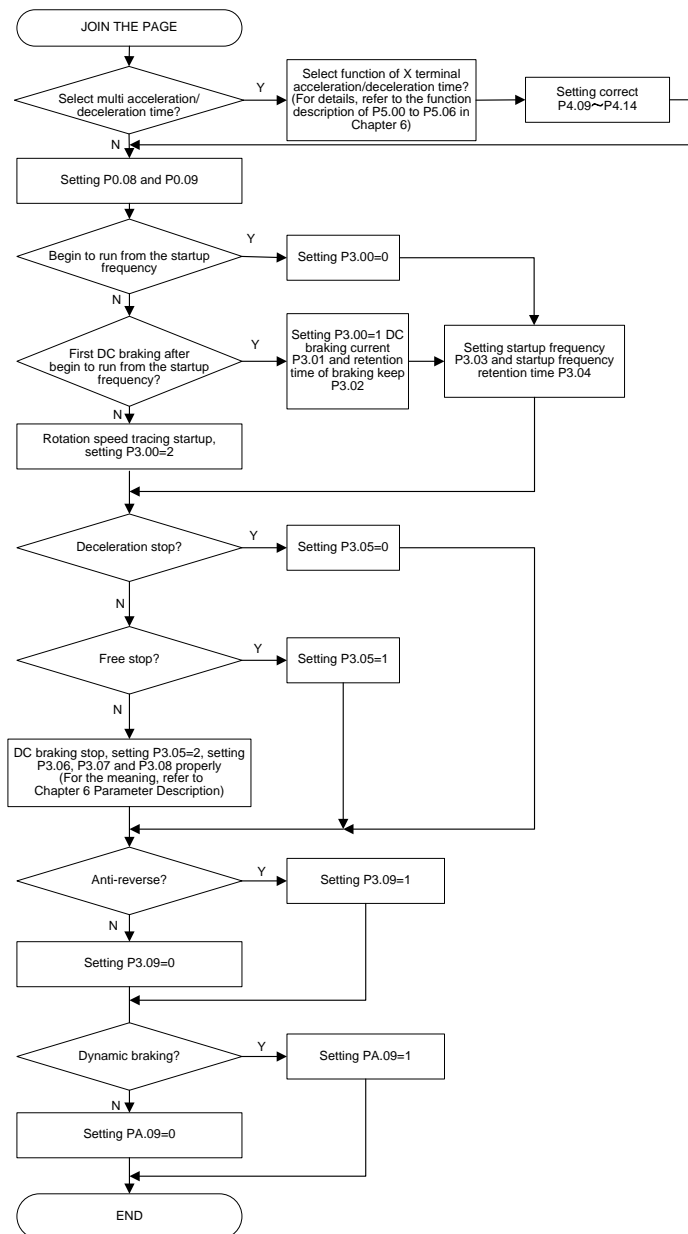 JOIN THE PAGE
Select multi acceleration/
deceleration time?
Y
Select function of X terminal
acceleration/deceleration time?
(For details, refer to the function
description of P5.00 to P5.06 in
Chapter 6)
Setting correct
P4.09～P4.14
N
Setting P0.08 and P0.09
Begin to run from the startup
frequency
Y
Setting P3.00=0
N
First DC braking after
begin to run from the startup
frequency?
Y
Setting P3.00=1 DC
braking current
P3.01 and retention
time of braking keep
P3.02
Setting startup frequency
P3.03 and startup frequency
retention time P3.04
N
Rotation speed tracing startup,
setting P3.00=2
Deceleration stop?
Y
Setting P3.05=0
N
Free stop?
Y
Setting P3.05=1
N
DC braking stop, setting P3.05=2, setting
P3.06, P3.07 and P3.08 properly
(For the meaning, refer to
Chapter 6 Parameter Description)
Anti-reverse?
Y
Setting P3.09=1
N
Setting P3.09=0
Dynamic braking?
Y
Setting PA.09=1
N
Setting PA.09=0
END